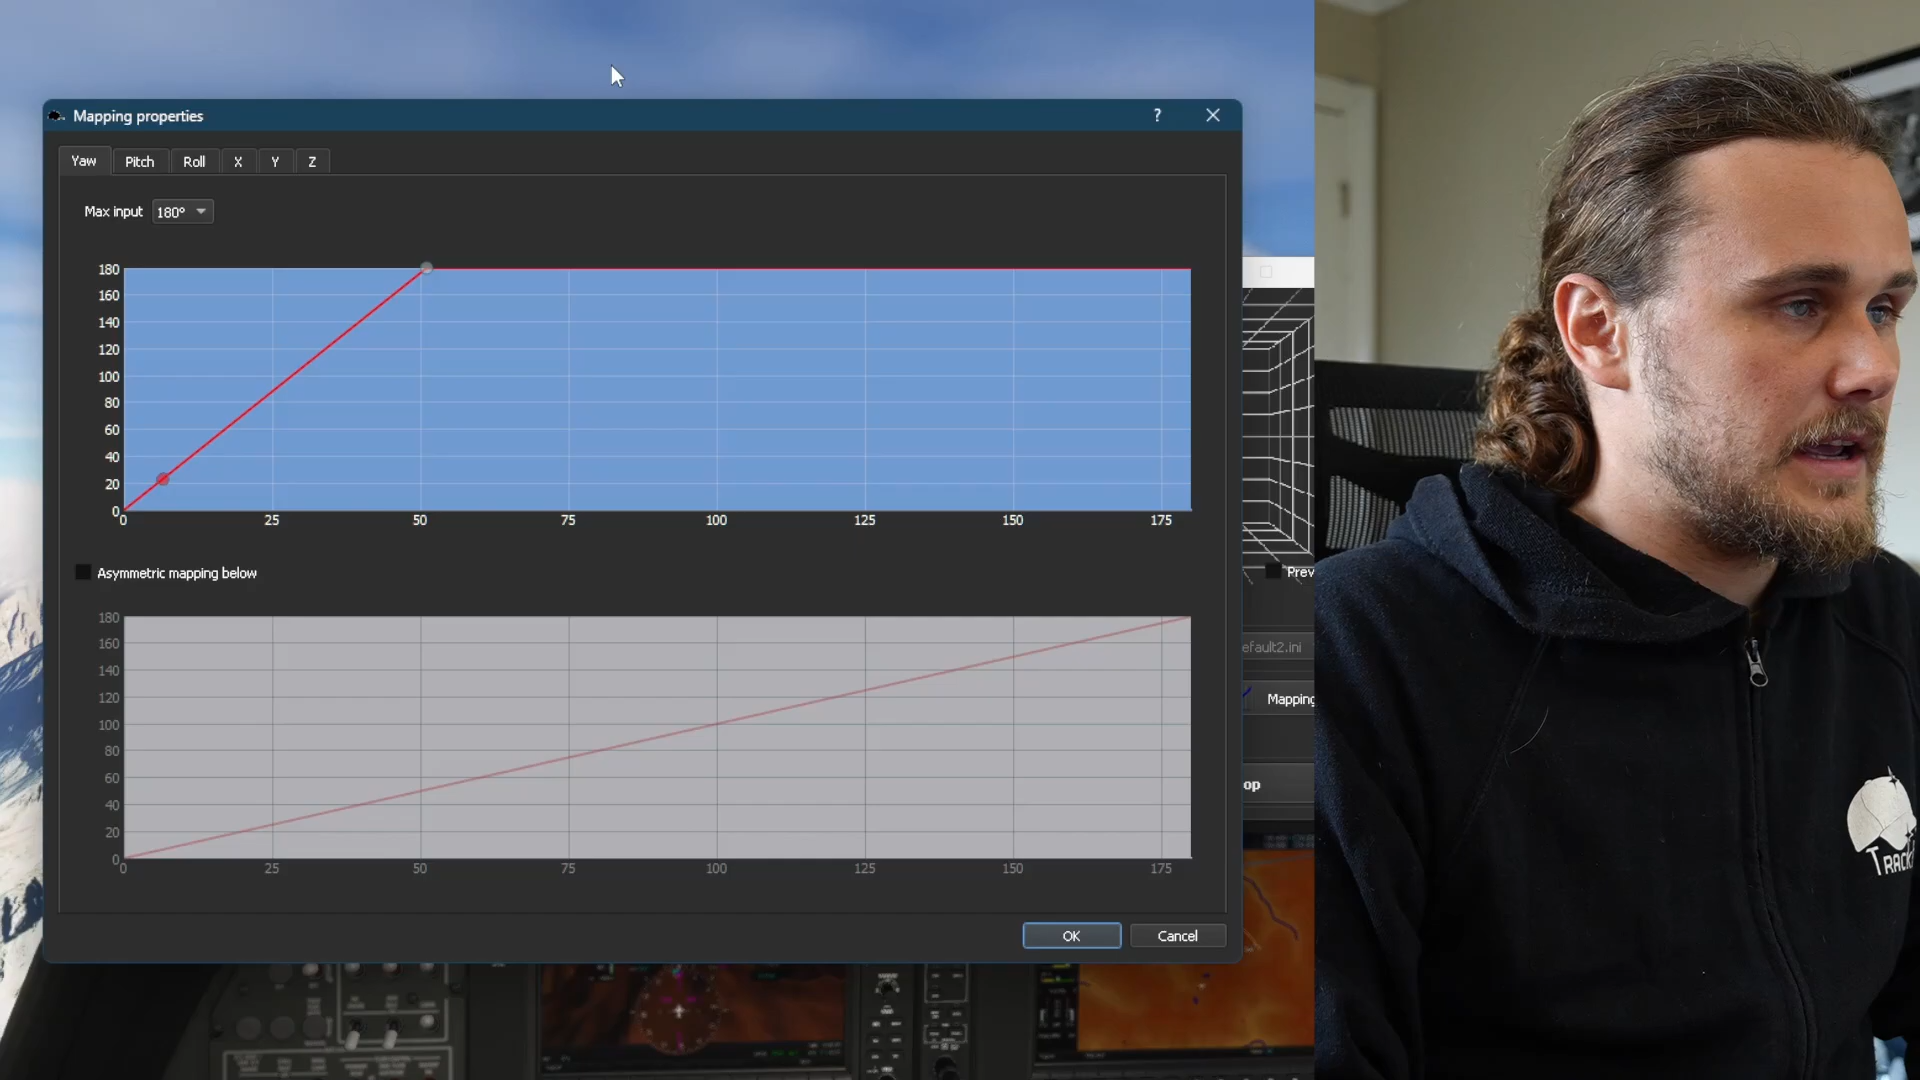 Mapping properties
?
Yaw
Pitch
Roll
X
Y
Z
Max input
180°
180
160
140
120
100
80
60
40
20
0
0
25
50
75
100
125
150
175
Asymmetric mapping below
180
160
140
120
100
80
60
40
20
0
0
25
50
75
100
125
150
175
OK
Cancel
Prev
efault2.ini
Mapping
op
TRACK